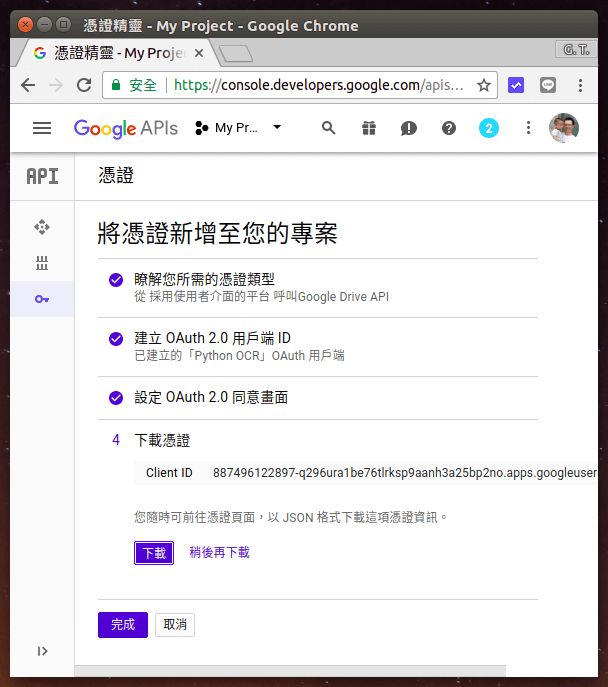 憑證精靈 - My Project - Google Chrome
憑證精靈 - My Proje
G. T.
安全 https://console.developers.google.com/apis...
Google APIs My Pr... 2
API 憑證
將憑證新增至您的專案
瞭解您所需的憑證類型
從 採用使用者介面的平台 呼叫Google Drive API
建立 OAuth 2.0 用戶端 ID
已建立的「Python OCR」OAuth 用戶端
設定 OAuth 2.0 同意畫面
4 下載憑證
Client ID 887496122897-q296ura1be76tlrksp9aanh3a25bp2no.apps.googleuser
您隨時可前往憑證頁面，以 JSON 格式下載這項憑證資訊。
下載 稍後再下載
完成 取消